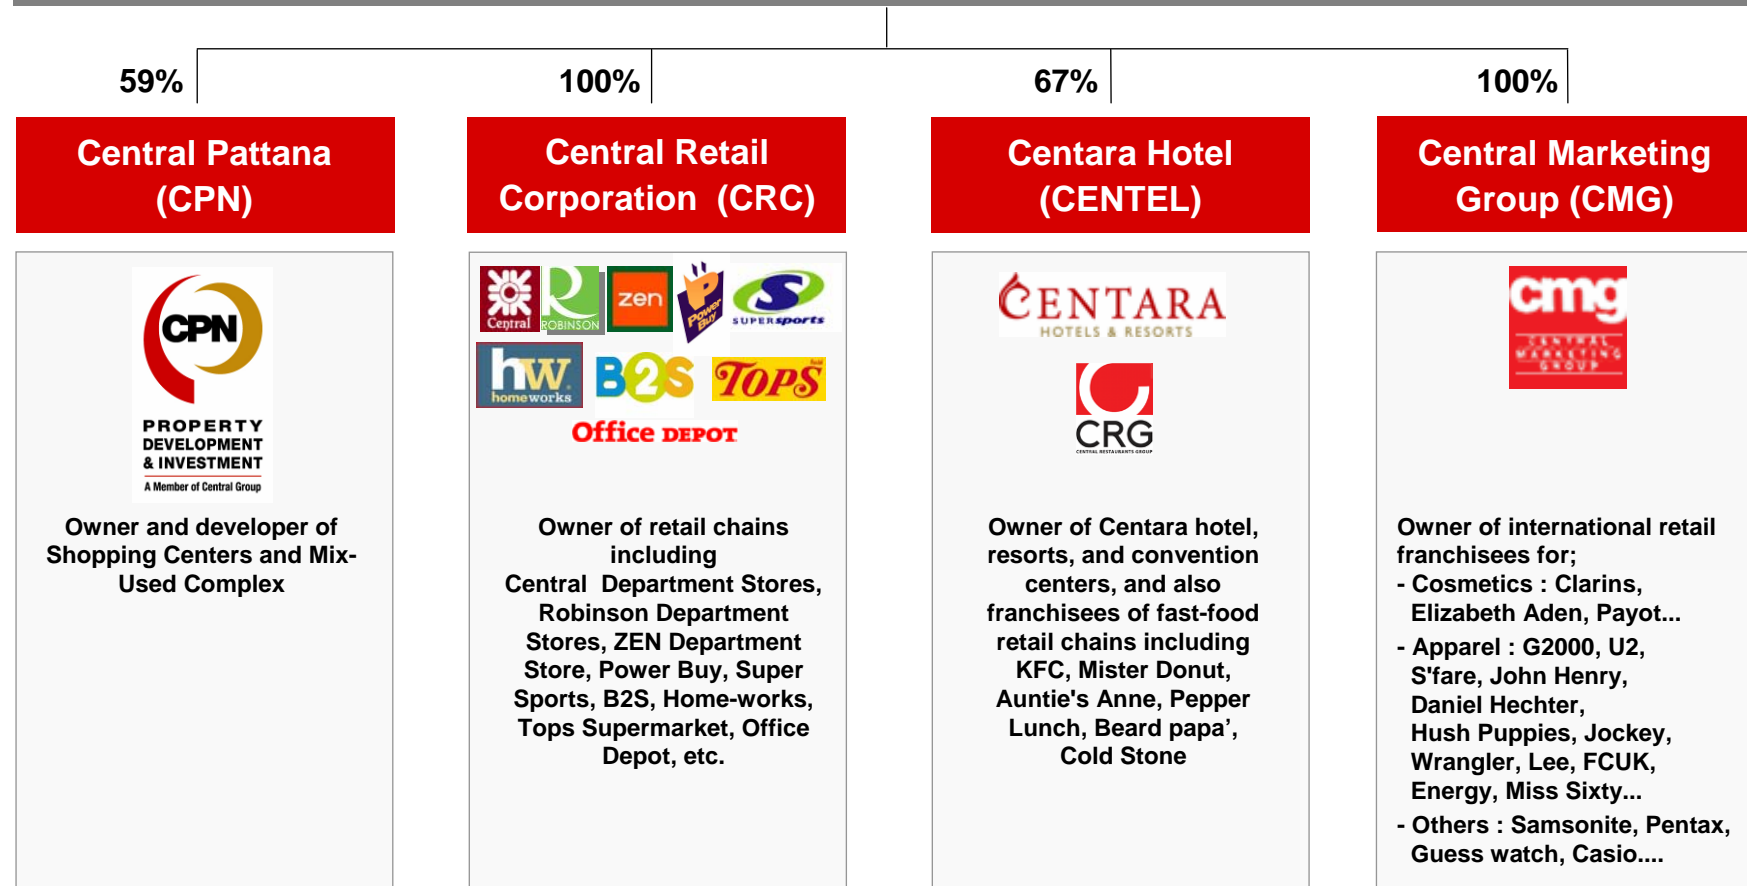 59%
100%
67%
100%
Central Pattana
(CPN)
Central Retail
Corporation (CRC)
Centara Hotel
(CENTEL)
Central Marketing
Group (CMG)
CPN
PROPERTY
DEVELOPMENT
& INVESTMENT
A Member of Central Group
Owner and developer of
Shopping Centers and Mix-
Used Complex
Central
ROBINSON
zen
Power
Buy
SUPERsports
hw
homeworks
B2S
TOPS
Office DEPOT
Owner of retail chains
including
Central Department Stores,
Robinson Department
Stores, ZEN Department
Store, Power Buy, Super
Sports, B2S, Home-works,
Tops Supermarket, Office
Depot, etc.
CENTARA
HOTELS & RESORTS
CRG
CENTRAL RESTAURANTS GROUP
Owner of Centara hotel,
resorts, and convention
centers, and also
franchisees of fast-food
retail chains including
KFC, Mister Donut,
Auntie's Anne, Pepper
Lunch, Beard papa’,
Cold Stone
cmg
CENTRAL
MARKETING
GROUP
Owner of international retail
franchisees for;
- Cosmetics : Clarins,
Elizabeth Aden, Payot...
- Apparel : G2000, U2,
S'fare, John Henry,
Daniel Hechter,
Hush Puppies, Jockey,
Wrangler, Lee, FCUK,
Energy, Miss Sixty...
- Others : Samsonite, Pentax,
Guess watch, Casio....